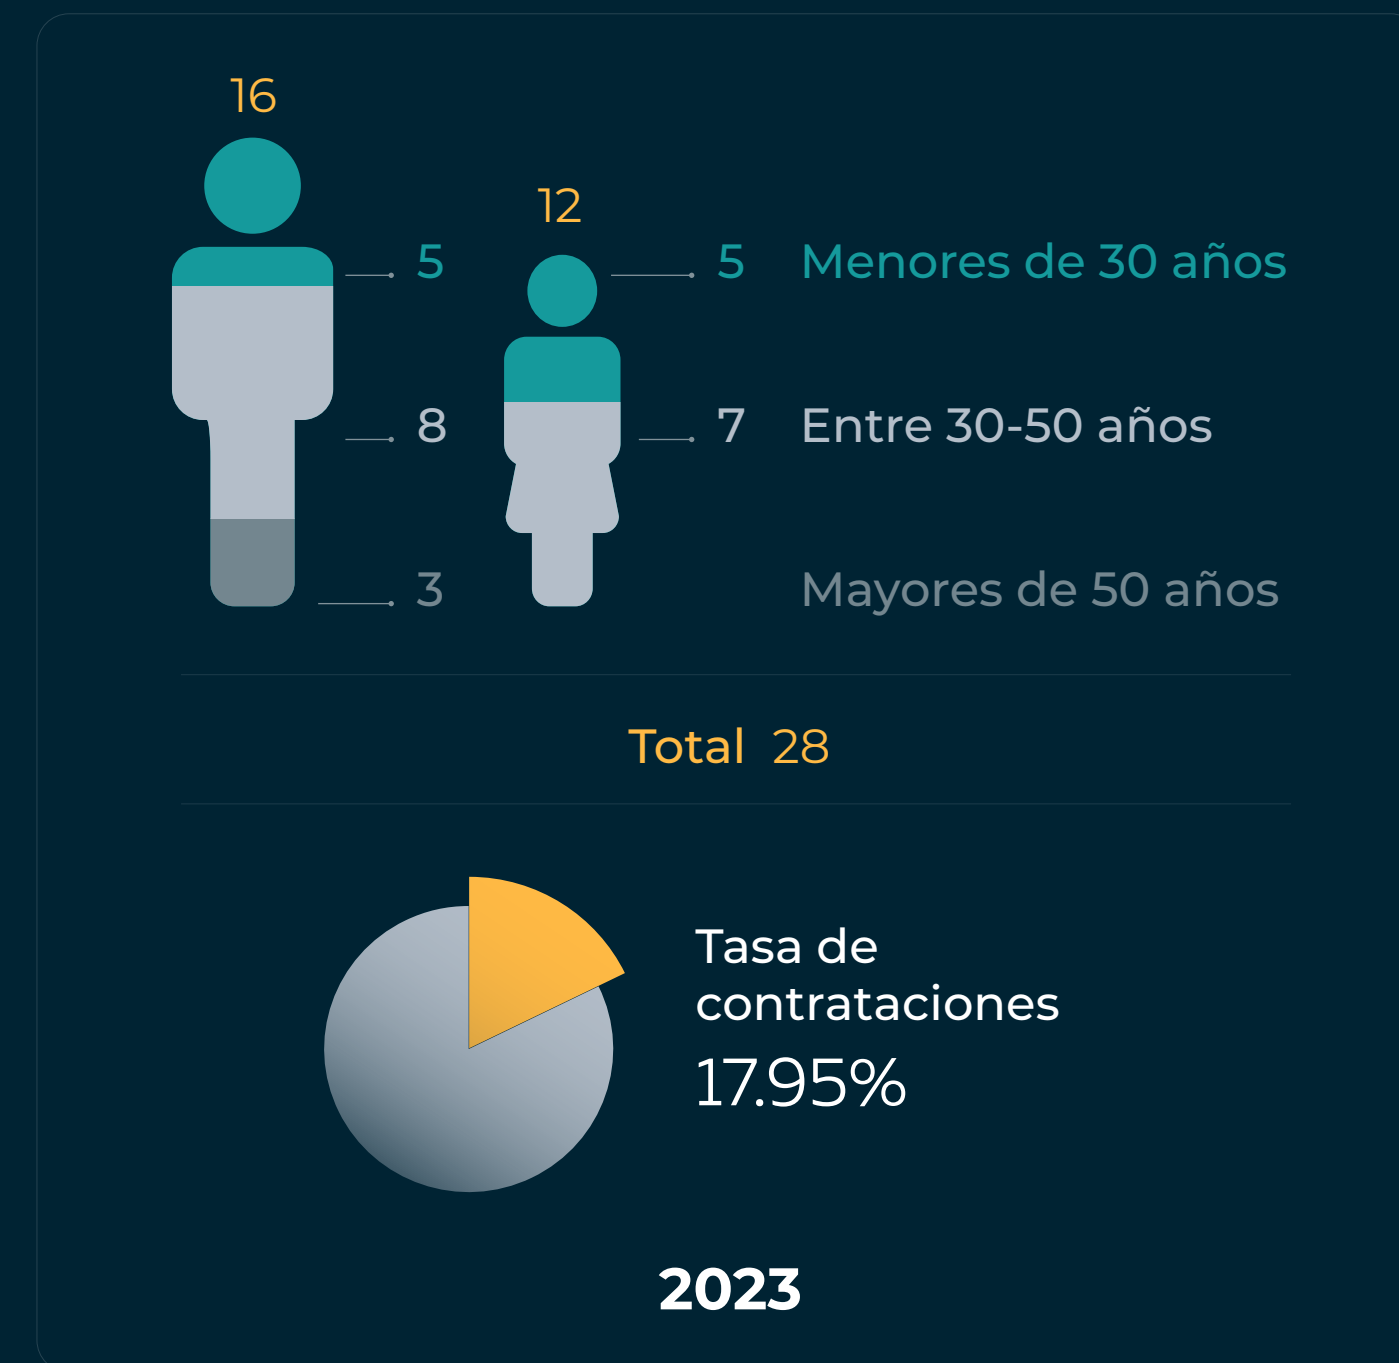 16
12
5
5 Menores de 30 años
8
7 Entre 30-50 años
3
Mayores de 50 años
Total 28
Tasa de
contrataciones
17.95%
2023